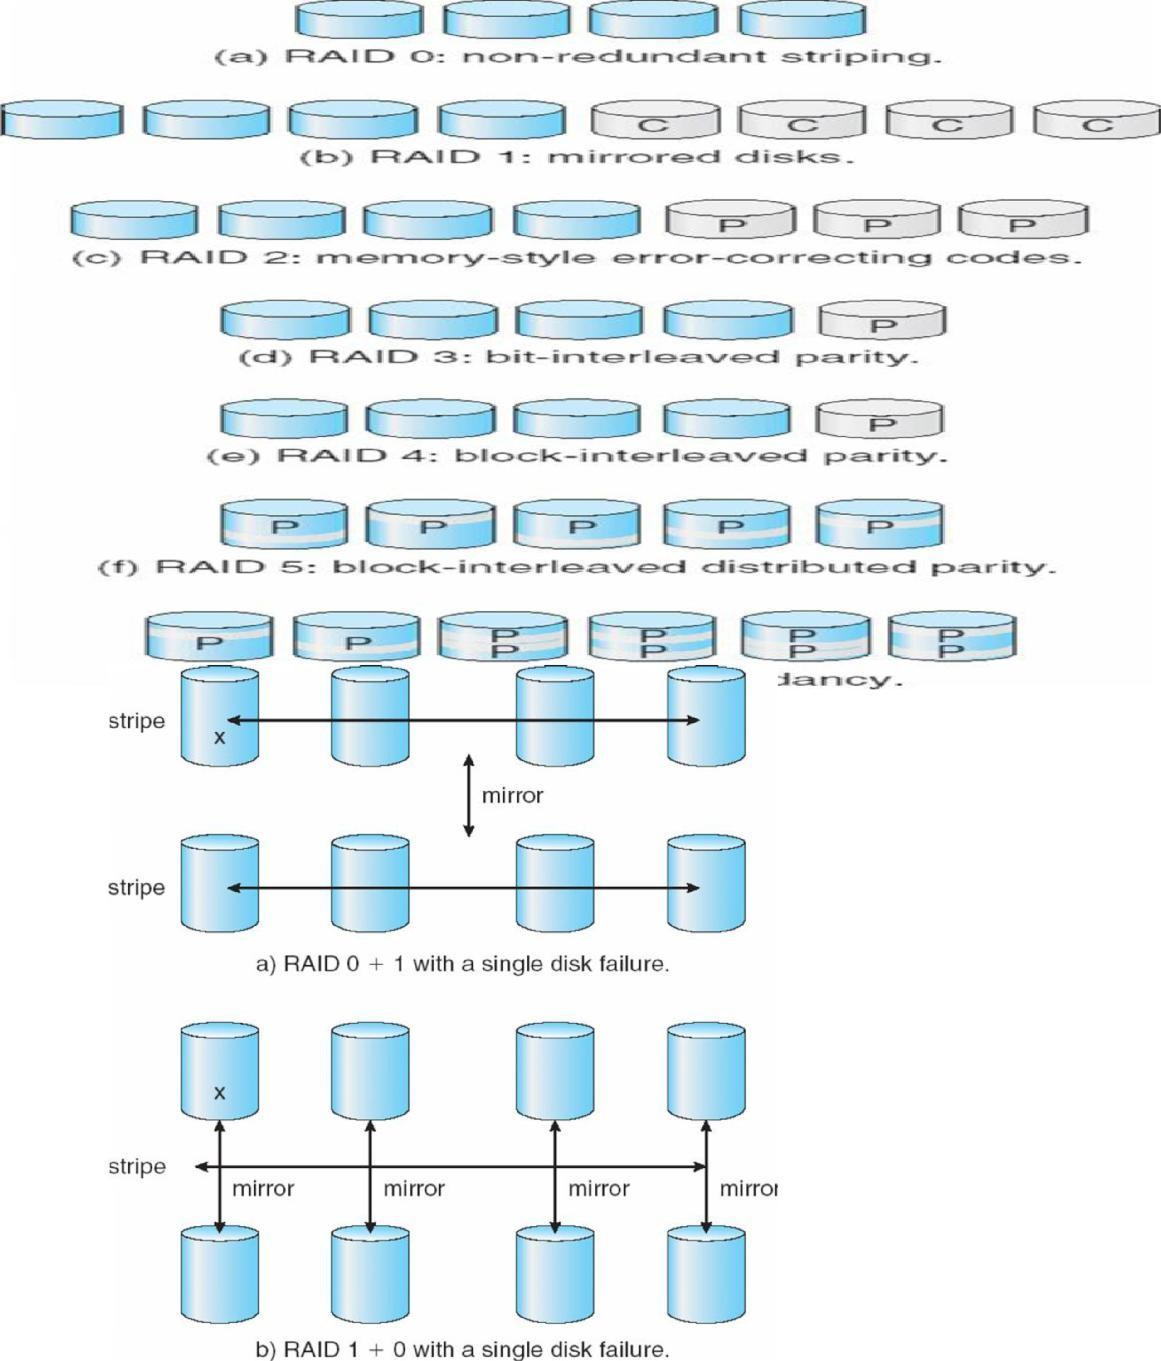 (a) RAID 0: non-redundant striping.
C C C C
(b) RAID 1: mirrored disks.
P P P
(c) RAID 2: memory-style error-correcting codes.
P
(d) RAID 3: bit-interleaved parity.
P
(e) RAID 4: block-interleaved parity.
P P P P P
(f) RAID 5: block-interleaved distributed parity.
P P P P P P
P P P P
stripe
x
mirror
stripe
a) RAID 0 + 1 with a single disk failure.
x
stripe
mirror mirror mirror mirror
b) RAID 1 + 0 with a single disk failure.